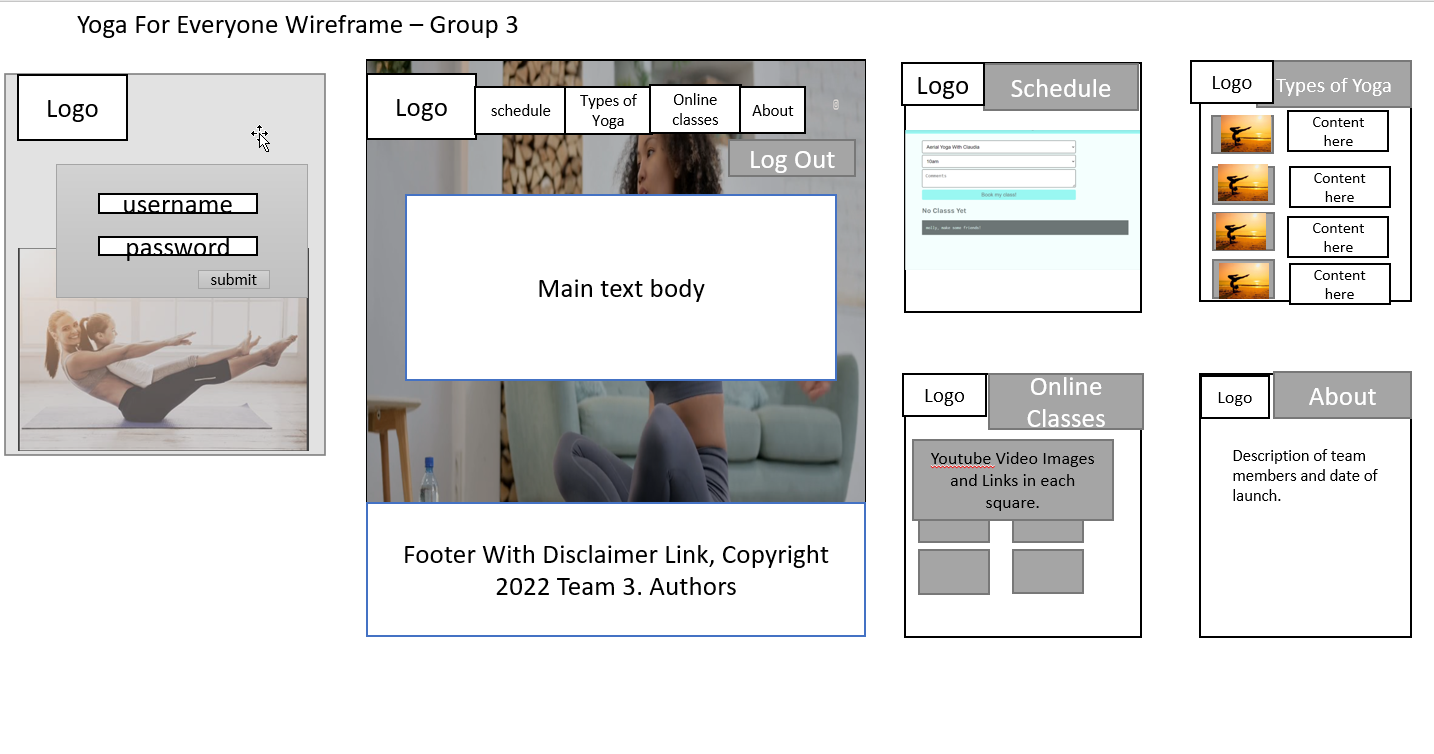 Yoga For Everyone Wireframe – Group 3
Logo
username
password
submit
Logo
schedule
Types of
Yoga
Online
classes
About
Log Out
Main text body
Footer With Disclaimer Link, Copyright
2022 Team 3. Authors
Logo
Schedule
Aerial Yoga With Claudia
10am
Comments
Book my class!
No Classs Yet
Logo
Types of Yoga
Content
here
Content
here
Content
here
Content
here
Logo
Online
Classes
Youtube Video Images
and Links in each
square.
Logo
About
Description of team
members and date of
launch.